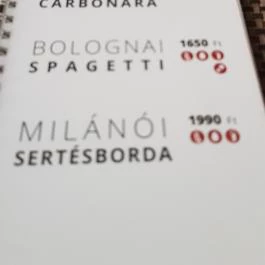 CARBONARA
BOLOGNAI 1650 Ft
SPAGETTI
MILÁNÓI 1990 Ft
SERTÉSBORDA